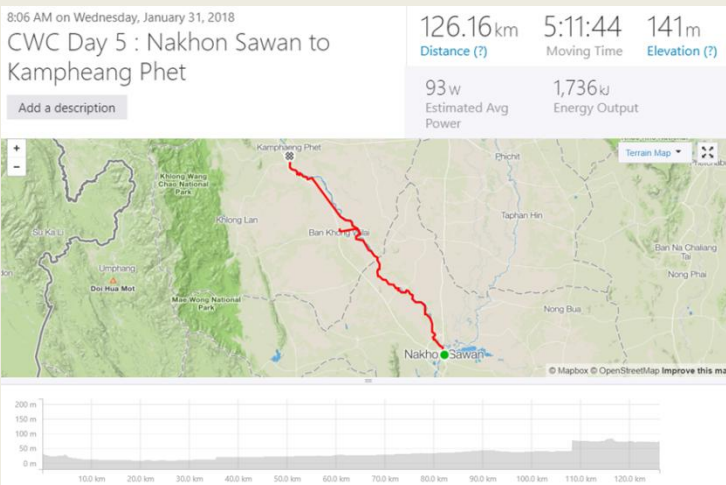 8:06 AM on Wednesday, January 31, 2018
CWC Day 5 : Nakhon Sawan to
Kampheang Phet
Add a description
126.16km
Distance (?)
5:11:44
Moving Time
141m
Elevation (?)
93W
Estimated Avg
Power
1,736kJ
Energy Output
+
−
Terrain Map
Kamphaeng Phet
Phichit
Khlong Wang
Chao National
Park
Khlong Lan
Taphan Hin
Ban Na Chaliang
Tai
Nong Phai
Umphang
Doi Hua Mot
Mae Wong National
Park
Nong Bua
Sawan
© Mapbox © OpenStreetMap Improve this ma
200 m
150 m
100 m
50 m
0 m
10.0 km 20.0 km 30.0 km 40.0 km 50.0 km 60.0 km 70.0 km 80.0 km 90.0 km 100.0 km 110.0 km 120.0 km